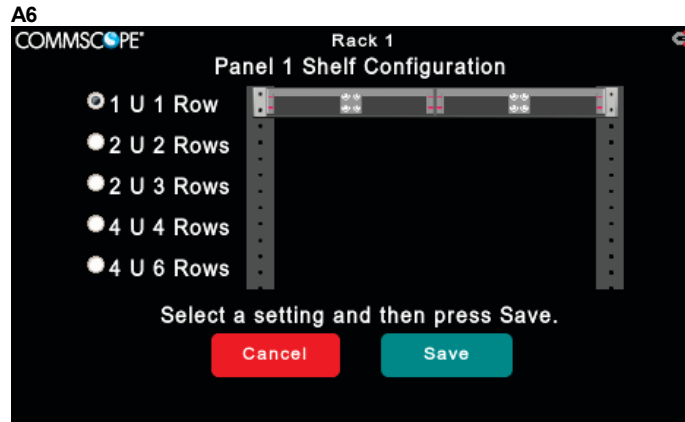 A6
COMMSCOPE®
Rack 1
Panel 1 Shelf Configuration
1 U 1 Row
2 U 2 Rows
2 U 3 Rows
4 U 4 Rows
4 U 6 Rows
Select a setting and then press Save.
Cancel
Save